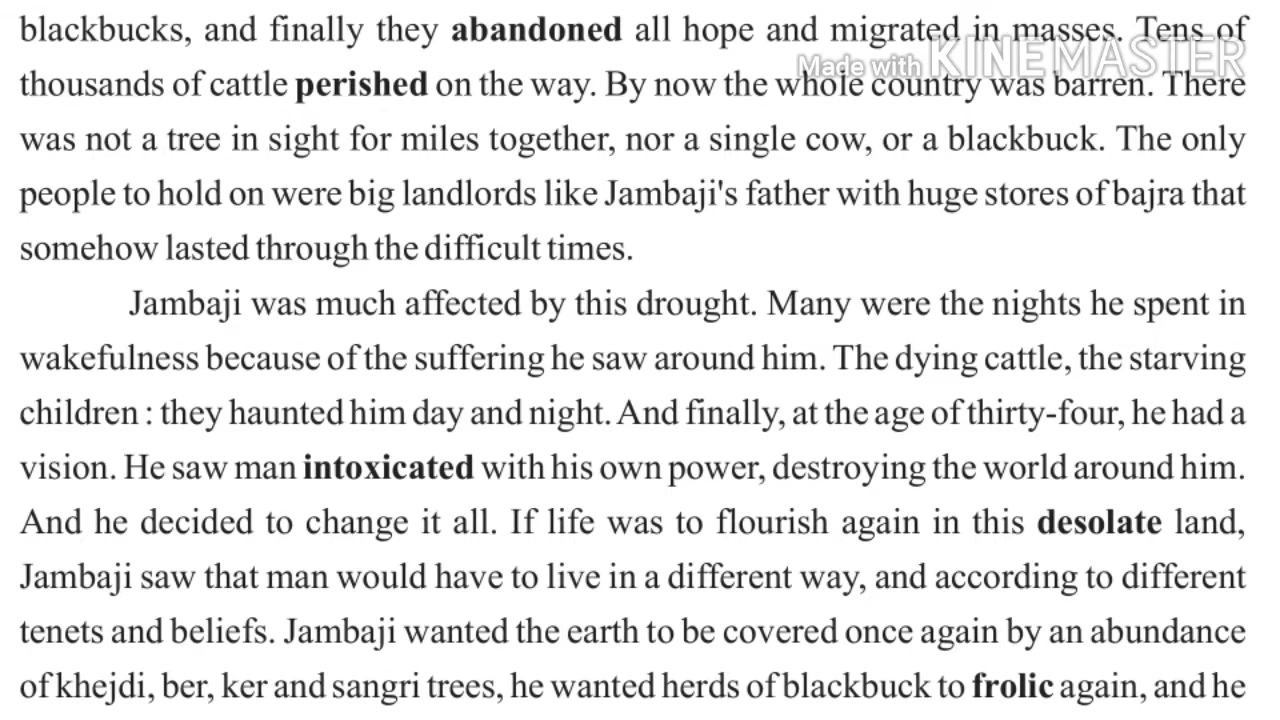 blackbucks, and finally they abandoned all hope and migrated in masses. Tens of
Made with KINEMASTER
thousands of cattle perished on the way. By now the whole country was barren. There
was not a tree in sight for miles together, nor a single cow, or a blackbuck. The only
people to hold on were big landlords like Jambaji's father with huge stores of bajra that
somehow lasted through the difficult times.
Jambaji was much affected by this drought. Many were the nights he spent in
wakefulness because of the suffering he saw around him. The dying cattle, the starving
children : they haunted him day and night. And finally, at the age of thirty-four, he had a
vision. He saw man intoxicated with his own power, destroying the world around him.
And he decided to change it all. If life was to flourish again in this desolate land,
Jambaji saw that man would have to live in a different way, and according to different
tenets and beliefs. Jambaji wanted the earth to be covered once again by an abundance
of khejdi, ber, ker and sangri trees, he wanted herds of blackbuck to frolic again, and he